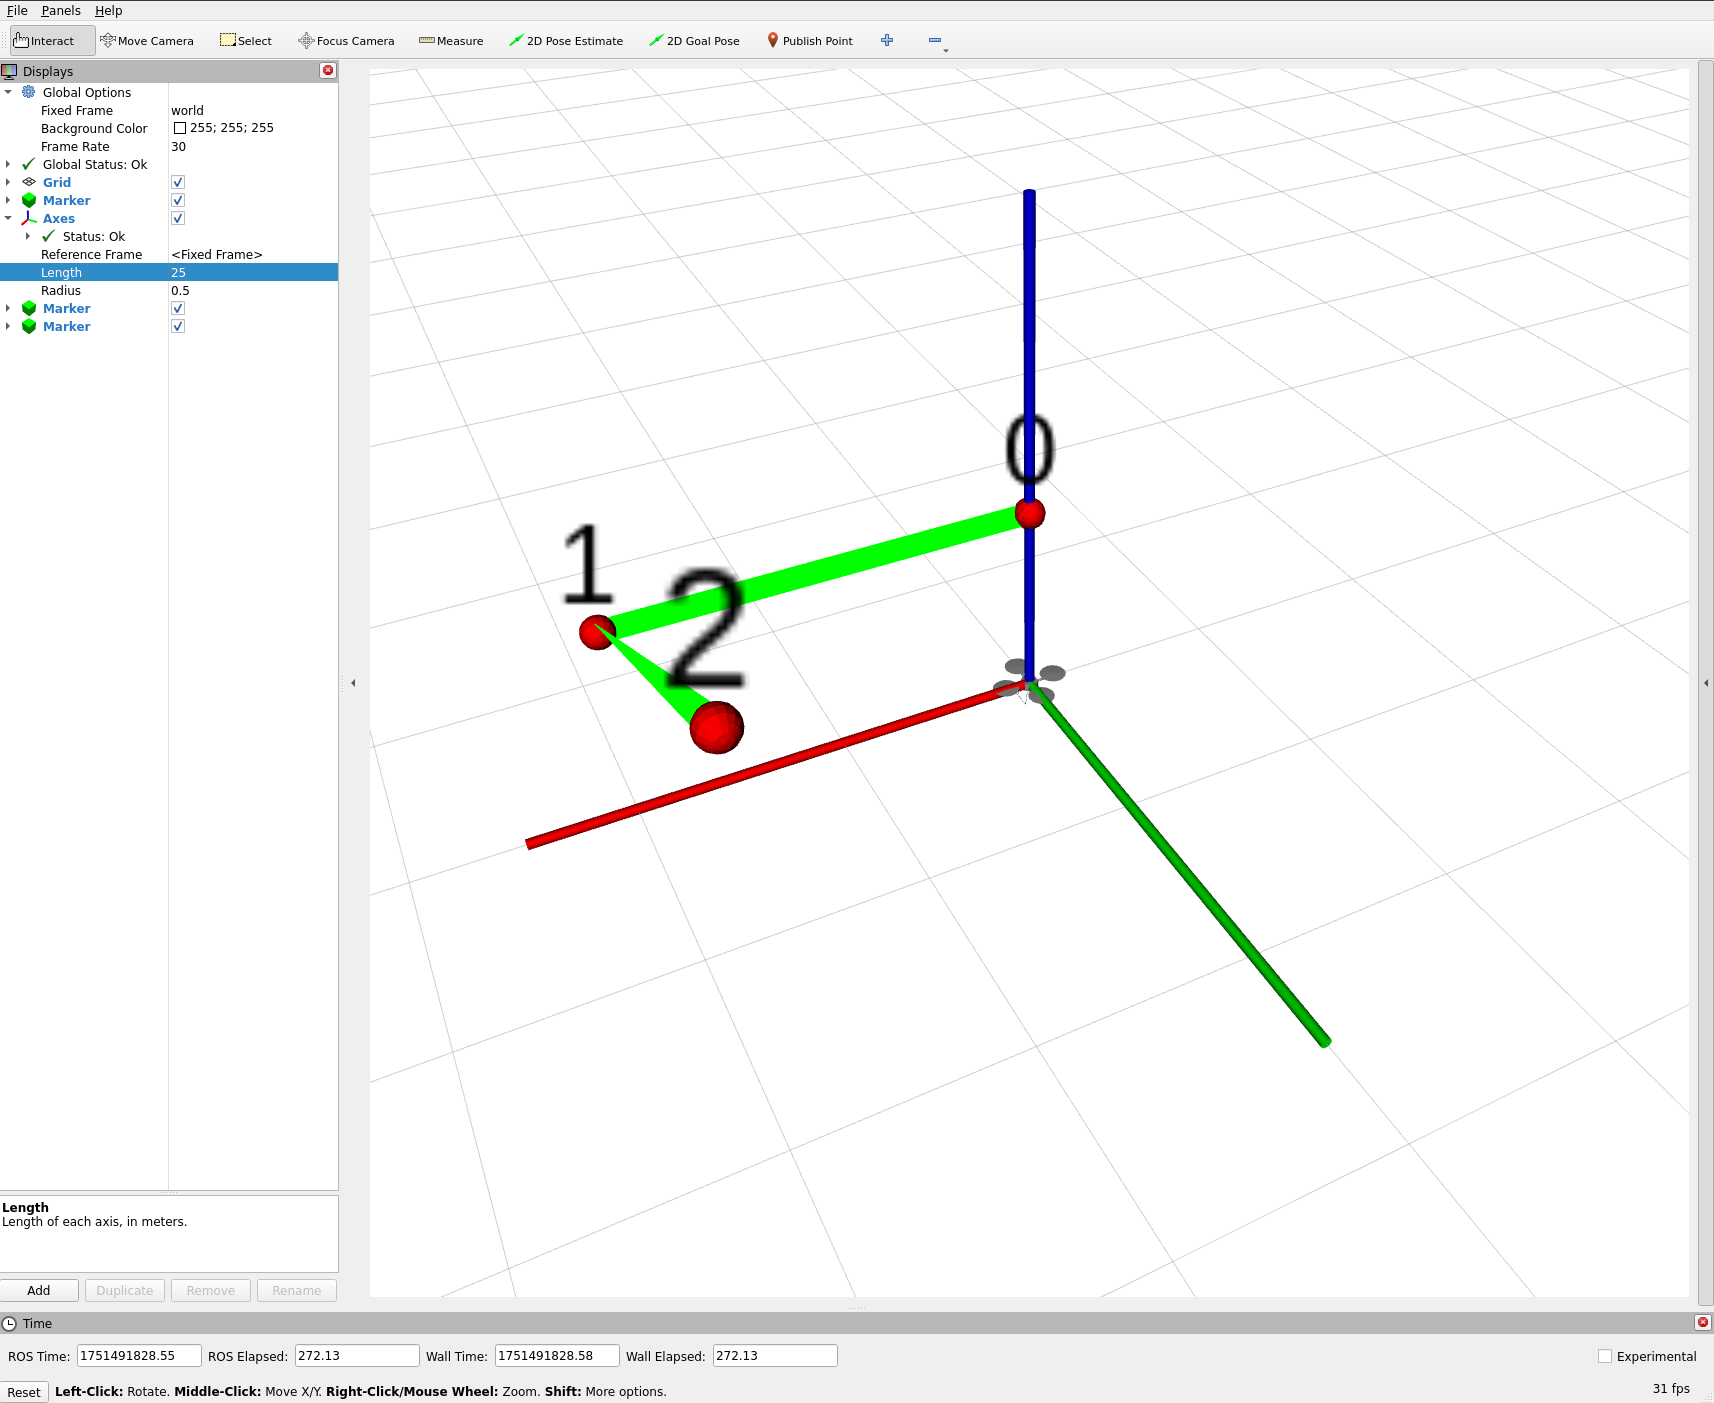 File Panels Help
Interact Move Camera Select Focus Camera Measure 2D Pose Estimate 2D Goal Pose Publish Point
Displays
Global Options
Fixed Frame world
Background Color 255; 255; 255
Frame Rate 30
Global Status: Ok
Grid
Marker
Axes
Status: Ok
Reference Frame <Fixed Frame>
Length 25
Radius 0.5
Marker
Marker
0
1
2
Length
Length of each axis, in meters.
Add Duplicate Remove Rename
Time
ROS Time: 1751491828.55 ROS Elapsed: 272.13 Wall Time: 1751491828.58 Wall Elapsed: 272.13 Experimental
Reset Left-Click: Rotate. Middle-Click: Move X/Y. Right-Click/Mouse Wheel: Zoom. Shift: More options. 31 fps